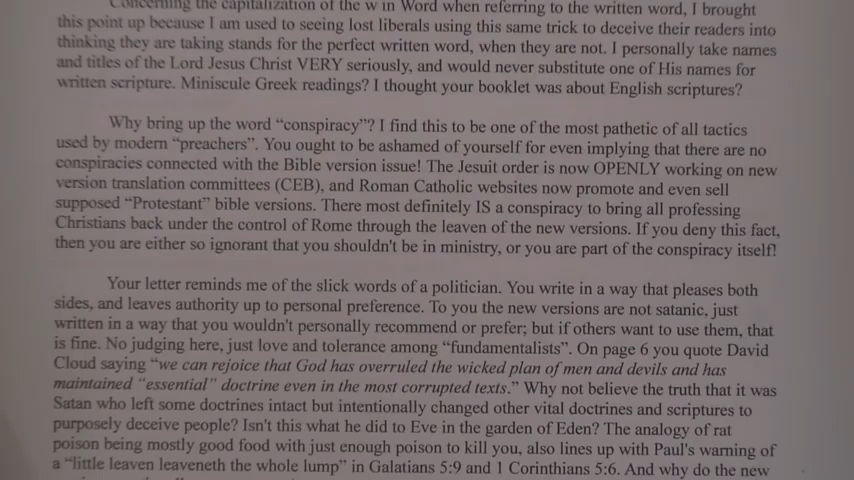 Concerning the capitalization of the w in Word when referring to the written word, I brought
this point up because I am used to seeing lost liberals using this same trick to deceive their readers into
thinking they are taking stands for the perfect written word, when they are not. I personally take names
and titles of the Lord Jesus Christ VERY seriously, and would never substitute one of His names for
written scripture. Miniscule Greek readings? I thought your booklet was about English scriptures?
Why bring up the word “conspiracy”? I find this to be one of the most pathetic of all tactics
used by modern “preachers”. You ought to be ashamed of yourself for even implying that there are no
conspiracies connected with the Bible version issue! The Jesuit order is now OPENLY working on new
version translation committees (CEB), and Roman Catholic websites now promote and even sell
supposed “Protestant” bible versions. There most definitely IS a conspiracy to bring all professing
Christians back under the control of Rome through the leaven of the new versions. If you deny this fact,
then you are either so ignorant that you shouldn't be in ministry, or you are part of the conspiracy itself!
Your letter reminds me of the slick words of a politician. You write in a way that pleases both
sides, and leaves authority up to personal preference. To you the new versions are not satanic, just
written in a way that you wouldn't personally recommend or prefer; but if others want to use them, that
is fine. No judging here, just love and tolerance among “fundamentalists”. On page 6 you quote David
Cloud saying “we can rejoice that God has overruled the wicked plan of men and devils and has
maintained “essential” doctrine even in the most corrupted texts.” Why not believe the truth that it was
Satan who left some doctrines intact but intentionally changed other vital doctrines and scriptures to
purposely deceive people? Isn't this what he did to Eve in the garden of Eden? The analogy of rat
poison being mostly good food with just enough poison to kill you, also lines up with Paul's warning of
a “little leaven leaveneth the whole lump” in Galatians 5:9 and 1 Corinthians 5:6. And why do the new